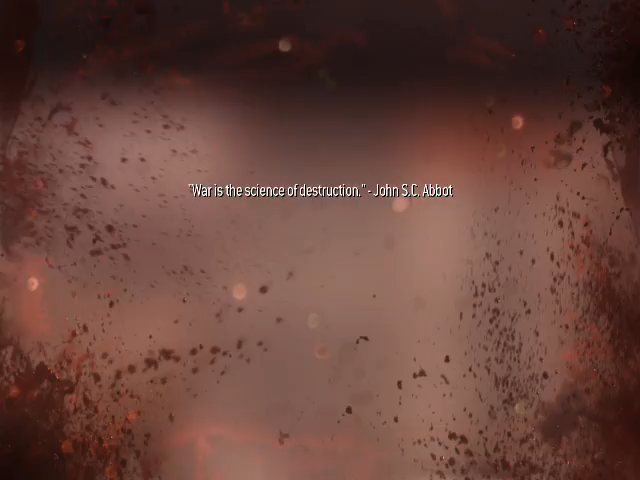 "War is the science of destruction." - John S.C. Abbot